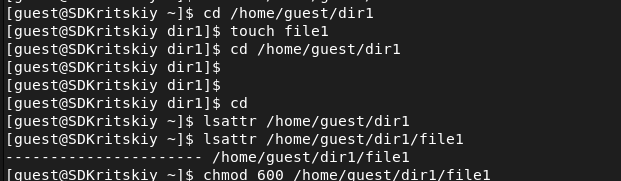 [guest@SDKritskiy ~]$ cd /home/guest/dir1
[guest@SDKritskiy dir1]$ touch file1
[guest@SDKritskiy dir1]$ cd /home/guest/dir1
[guest@SDKritskiy dir1]$
[guest@SDKritskiy dir1]$
[guest@SDKritskiy dir1]$ cd
[guest@SDKritskiy ~]$ lsattr /home/guest/dir1
[guest@SDKritskiy ~]$ lsattr /home/guest/dir1/file1
---------------------- /home/guest/dir1/file1
[guest@SDKritskiy ~]$ chmod 600 /home/guest/dir1/file1